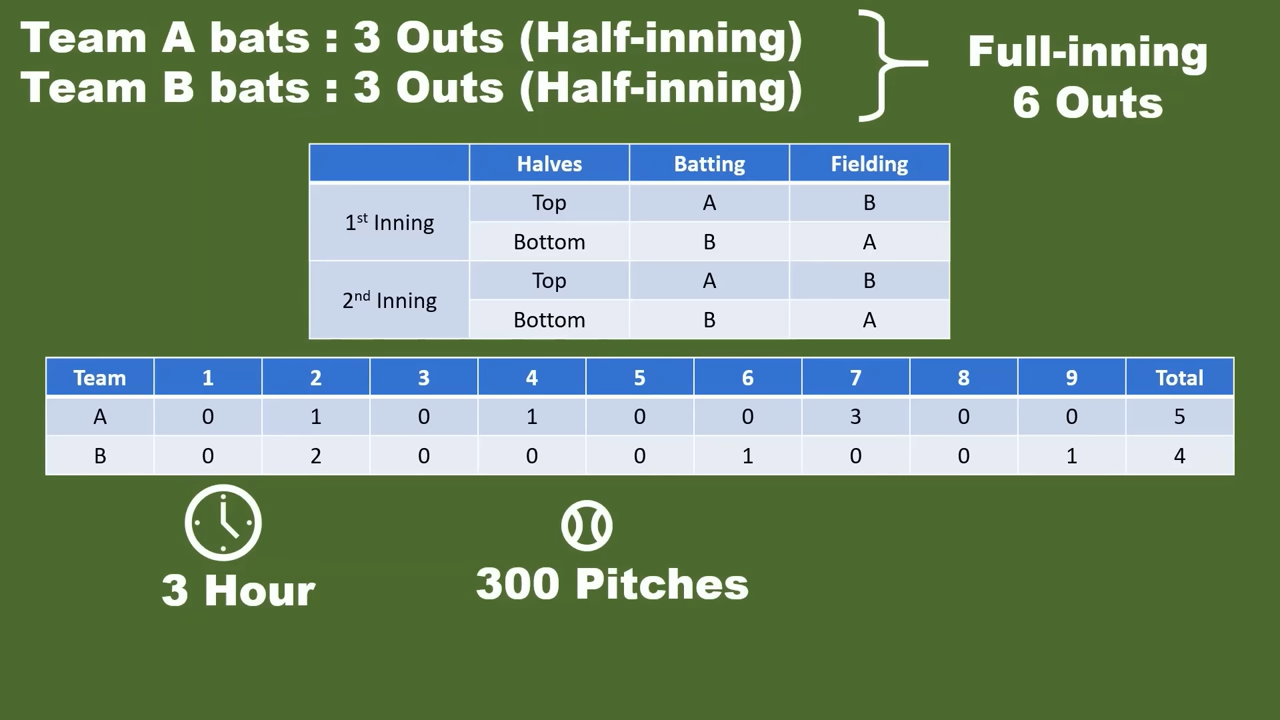 Team A bats : 3 Outs (Half-inning)
Team B bats : 3 Outs (Half-inning)
Full-inning
6 Outs
Halves Batting Fielding
1st Inning Top A B
Bottom B A
2nd Inning Top A B
Bottom B A
Team 1 2 3 4 5 6 7 8 9 Total
A 0 1 0 1 0 0 3 0 0 5
B 0 2 0 0 0 1 0 0 1 4
3 Hour
300 Pitches